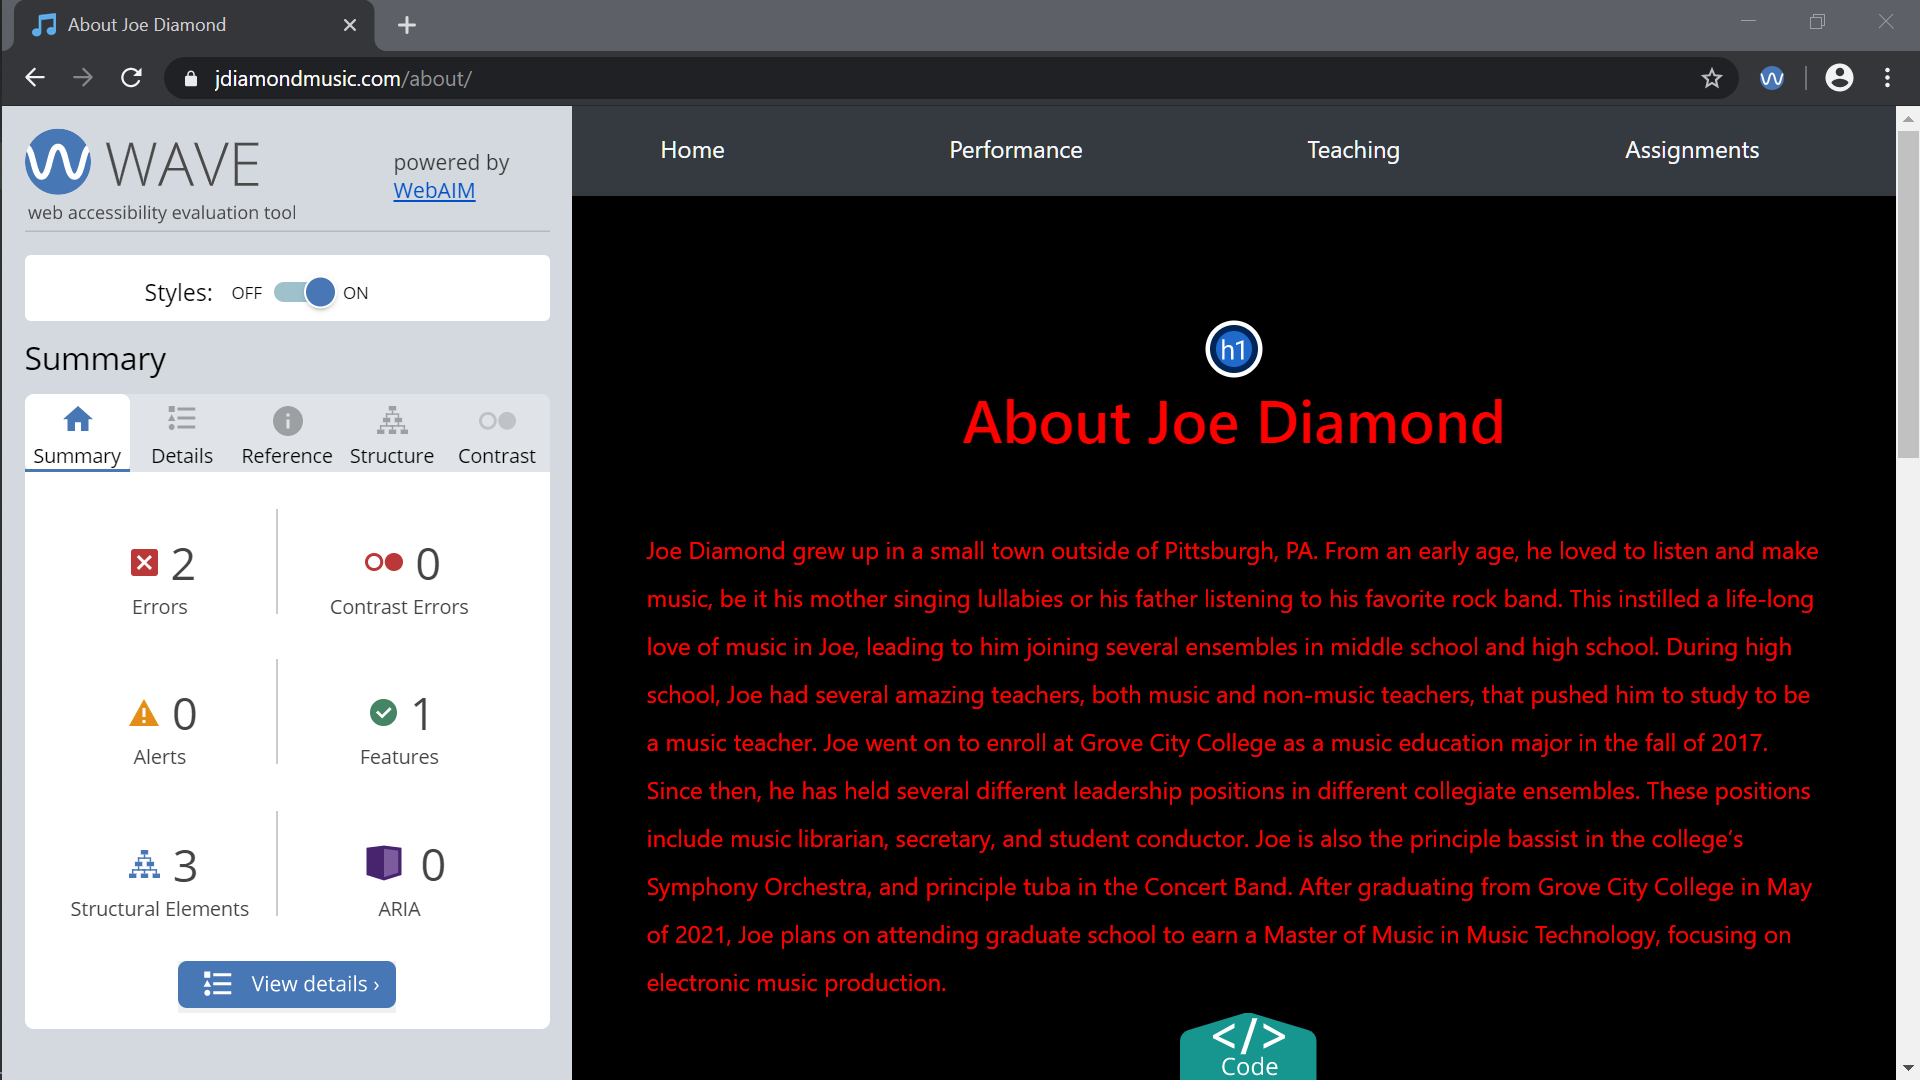 About Joe Diamond
jdiamondmusic.com/about/
WAVE
powered by
WebAIM
web accessibility evaluation tool
Styles: OFF ON
Summary
Summary Details Reference Structure Contrast
2
Errors
0
Contrast Errors
0
Alerts
1
Features
3
Structural Elements
0
ARIA
View details ›
Home Performance Teaching Assignments
h1
About Joe Diamond
Joe Diamond grew up in a small town outside of Pittsburgh, PA. From an early age, he loved to listen and make
music, be it his mother singing lullabies or his father listening to his favorite rock band. This instilled a life-long
love of music in Joe, leading to him joining several ensembles in middle school and high school. During high
school, Joe had several amazing teachers, both music and non-music teachers, that pushed him to study to be
a music teacher. Joe went on to enroll at Grove City College as a music education major in the fall of 2017.
Since then, he has held several different leadership positions in different collegiate ensembles. These positions
include music librarian, secretary, and student conductor. Joe is also the principle bassist in the college's
Symphony Orchestra, and principle tuba in the Concert Band. After graduating from Grove City College in May
of 2021, Joe plans on attending graduate school to earn a Master of Music in Music Technology, focusing on
electronic music production.
</>
Code